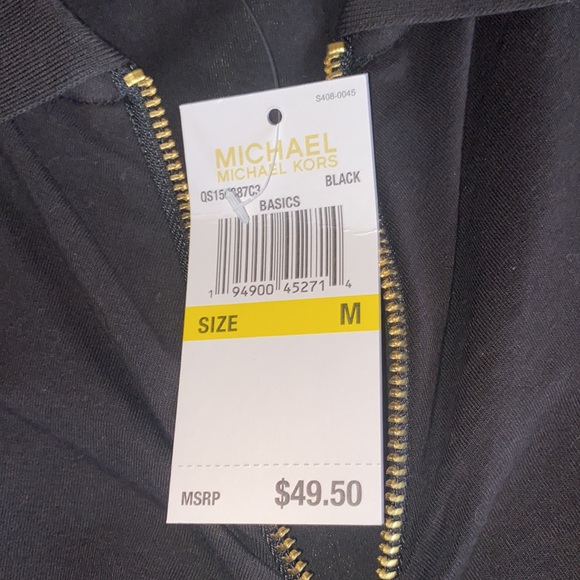 S408-0045
MICHAEL
MICHAEL KORS
BLACK
BASICS
1 94900 45271 4
SIZE M
MSRP $49.50